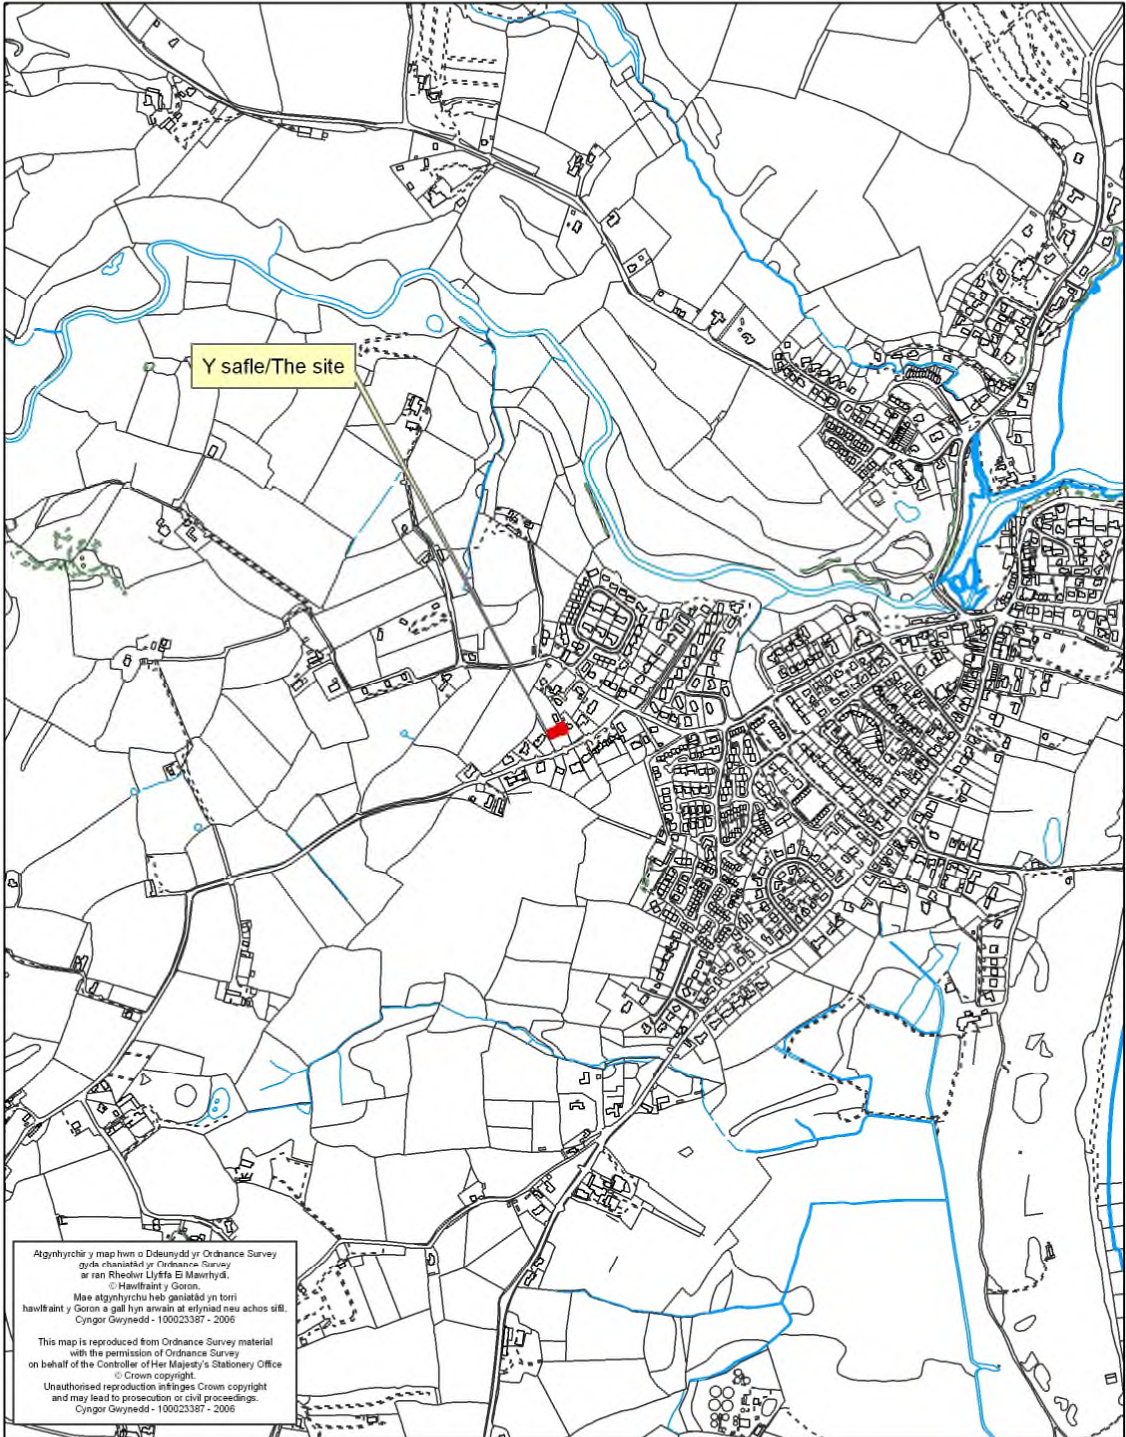 Y safle/The site
Atgynhyrchir y map hwn o Ddeunydd yr Ordnance Survey
gyda chaniatâd yr Ordnance Survey
ar ran Rheolwr Llyfrfa Ei Mawrhydi.
© Hawlfraint y Goron.
Mae atgynhyrchu heb ganiatâd yn torri
hawlfraint y Goron a gall hyn arwain at erlyniad neu achos sifil.
Cyngor Gwynedd - 100023387 - 2006
This map is reproduced from Ordnance Survey material
with the permission of Ordnance Survey
on behalf of the Controller of Her Majesty's Stationery Office
© Crown copyright.
Unauthorised reproduction infringes Crown copyright
and may lead to prosecution or civil proceedings.
Cyngor Gwynedd - 100023387 - 2006